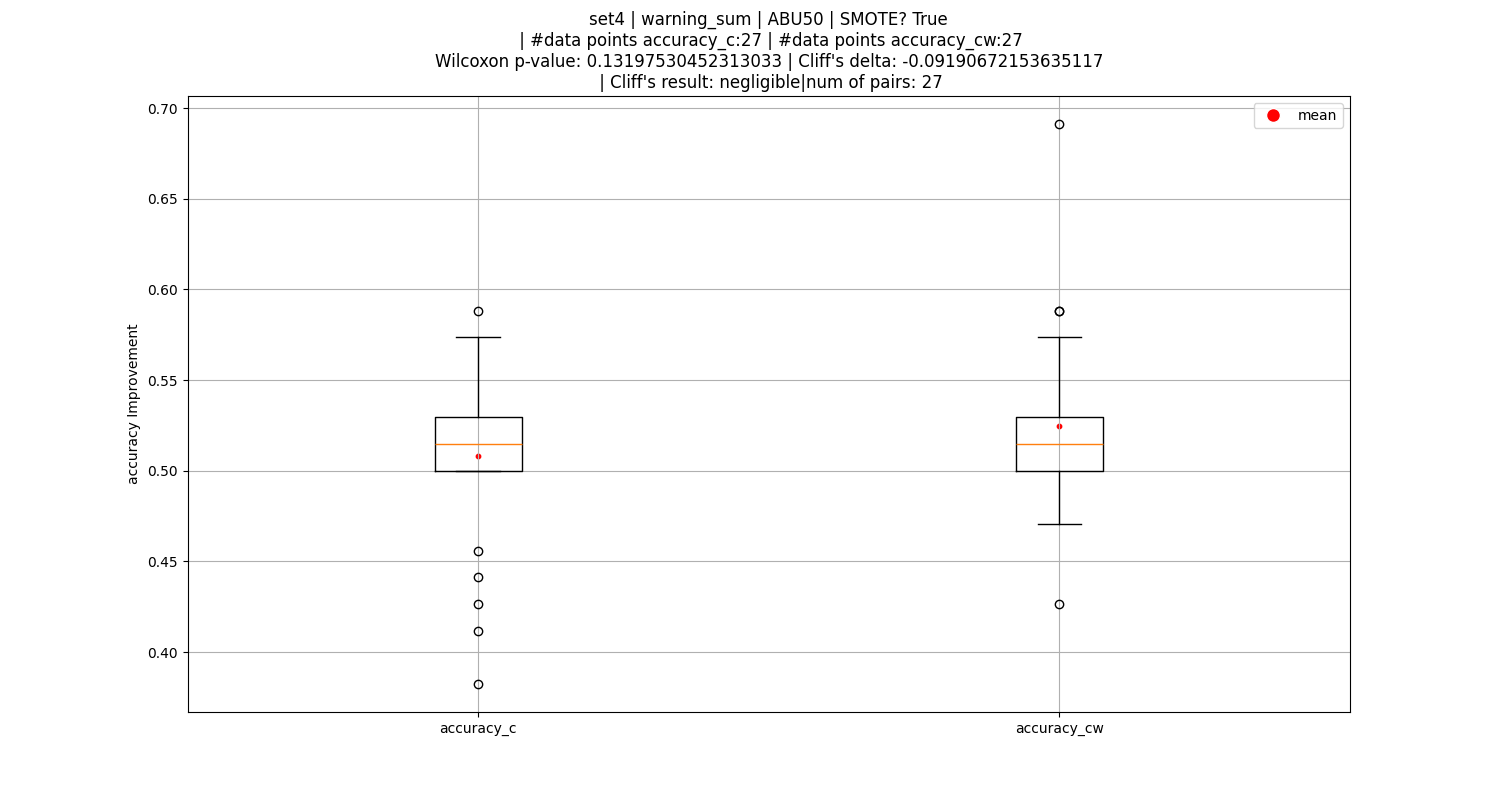 set4 | warning_sum | ABU50 | SMOTE? True
| #data points accuracy_c:27 | #data points accuracy_cw:27
Wilcoxon p-value: 0.13197530452313033 | Cliff's delta: -0.09190672153635117
| Cliff's result: negligible|num of pairs: 27
mean
accuracy Improvement
0.70
0.65
0.60
0.55
0.50
0.45
0.40
accuracy_c
accuracy_cw